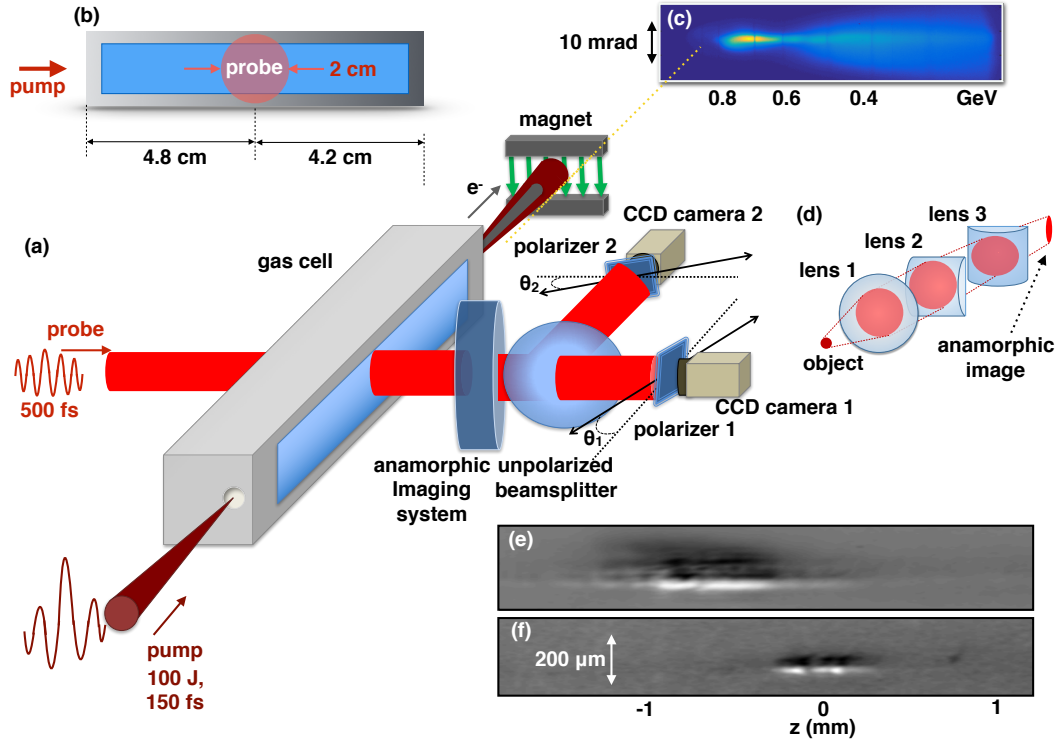 (b)
pump
probe
2 cm
4.8 cm
4.2 cm
(c)
10 mrad
0.8
0.6
0.4
GeV
magnet
e-
(a)
gas cell
probe
500 fs
CCD camera 2
polarizer 2
θ2
CCD camera 1
polarizer 1
θ1
anamorphic
Imaging
system
unpolarized
beamsplitter
pump
100 J,
150 fs
(d)
lens 1
lens 2
lens 3
object
anamorphic
image
(e)
(f)
200 µm
-1
0
1
z (mm)